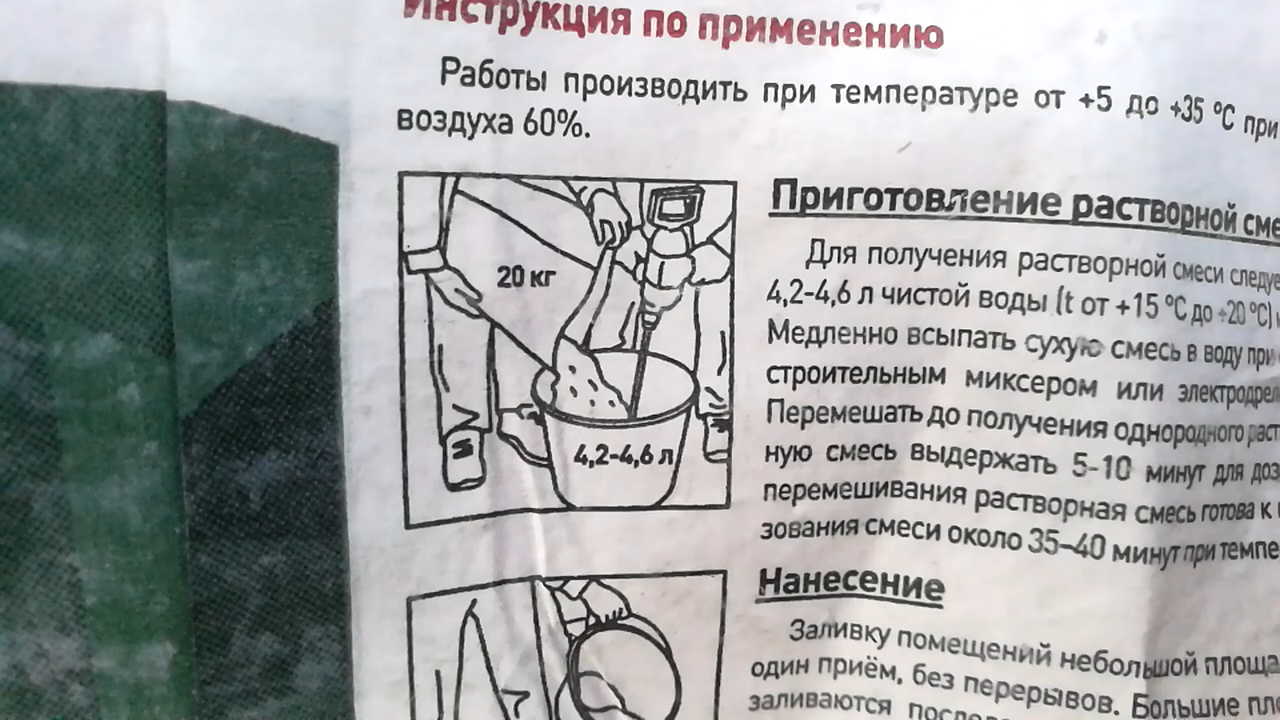 Инструкция по применению
Работы производить при температуре от +5 до +35 °С при
воздуха 60%.
20 кг
4,2-4,6 л
Приготовление растворной
Для получения растворной смеси
4,2-4,6 л чистой воды (t от +15 °С до +20 °С)
Медленно всыпать сухую смесь в воду при
строительным миксером или
Перемешать до получения однородного
ную смесь выдержать 5-10 минут для
перемешивания растворная смесь готова к
зования смеси около 35–40 минут при
Нанесение
Заливку помещений небольшой
один приём, без перерывов. Большие
заливаются